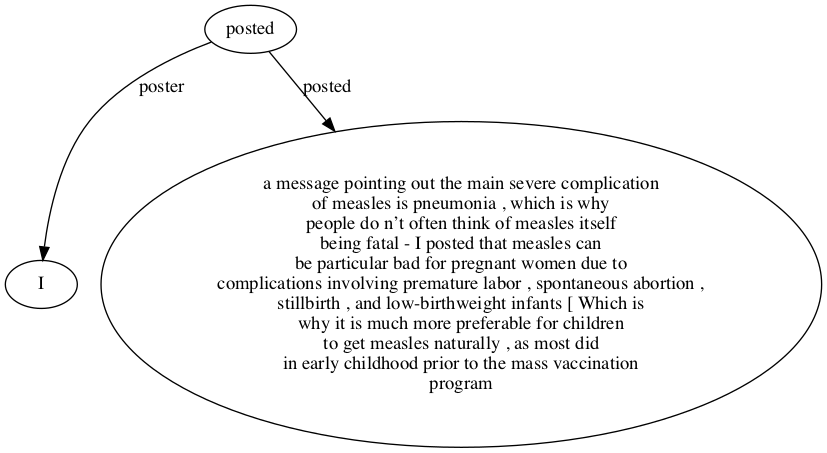 posted
poster
posted
a message pointing out the main severe complication
of measles is pneumonia , which is why
people do n't often think of measles itself
being fatal - I posted that measles can
be particular bad for pregnant women due to
complications involving premature labor , spontaneous abortion ,
stillbirth , and low-birthweight infants [ Which is
why it is much more preferable for children
to get measles naturally , as most did
in early childhood prior to the mass vaccination
program
I